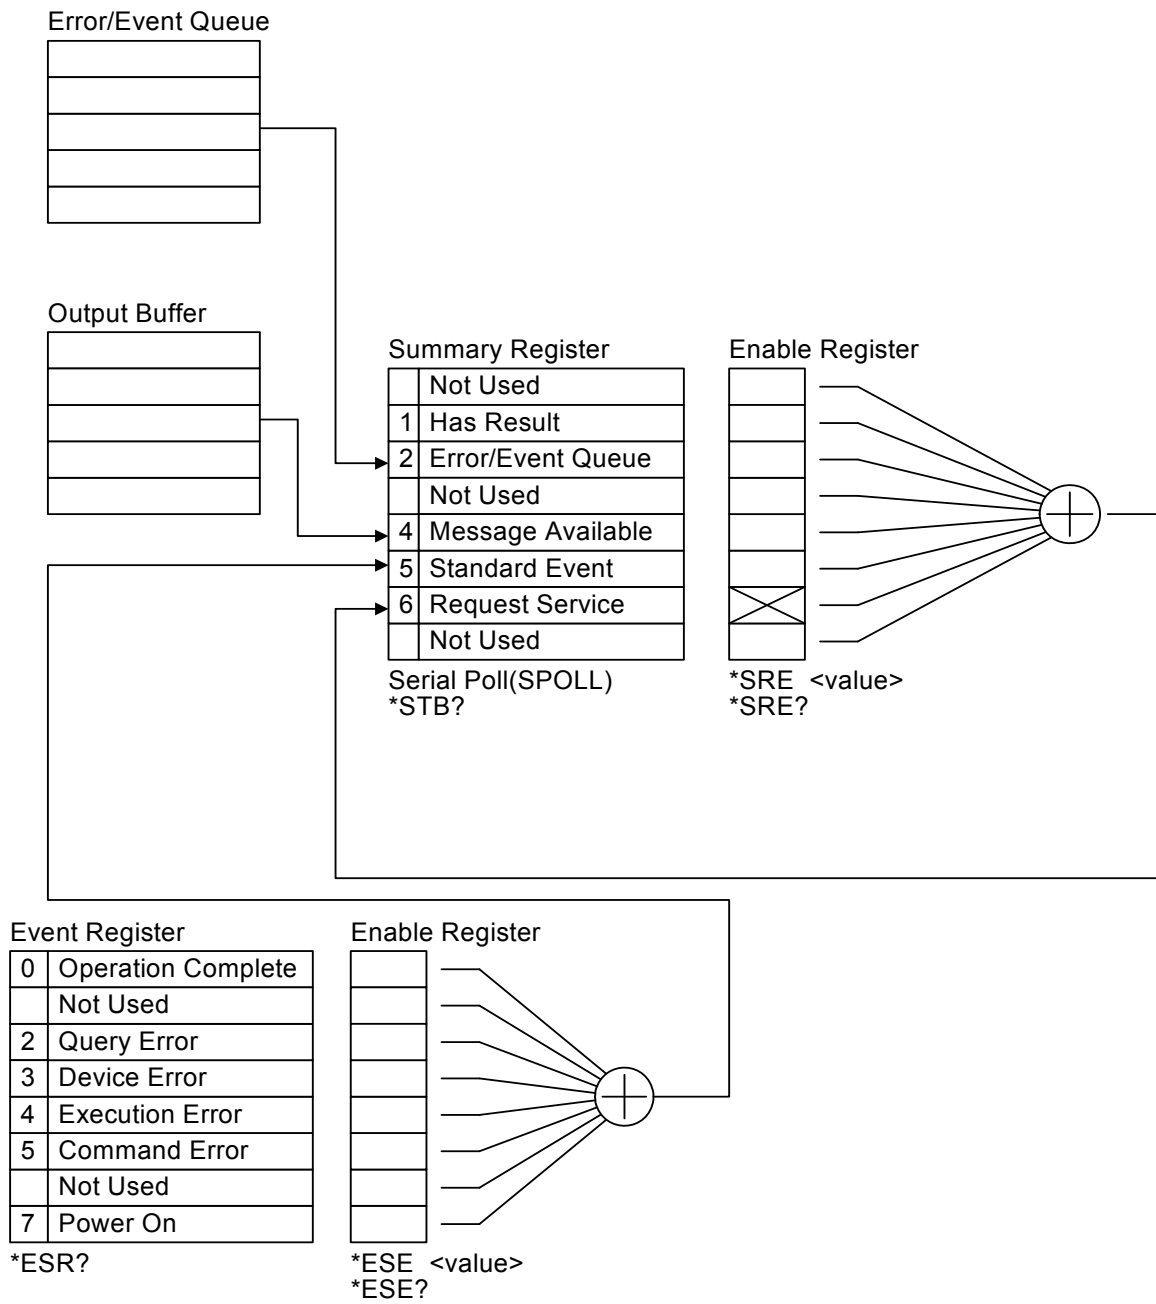 Error/Event Queue
Output Buffer
Summary Register
Not Used
1 Has Result
2 Error/Event Queue
Not Used
4 Message Available
5 Standard Event
6 Request Service
Not Used
Serial Poll(SPOLL)
*STB?
Enable Register
*SRE <value>
*SRE?
Event Register
0 Operation Complete
Not Used
2 Query Error
3 Device Error
4 Execution Error
5 Command Error
Not Used
7 Power On
*ESR?
Enable Register
*ESE <value>
*ESE?